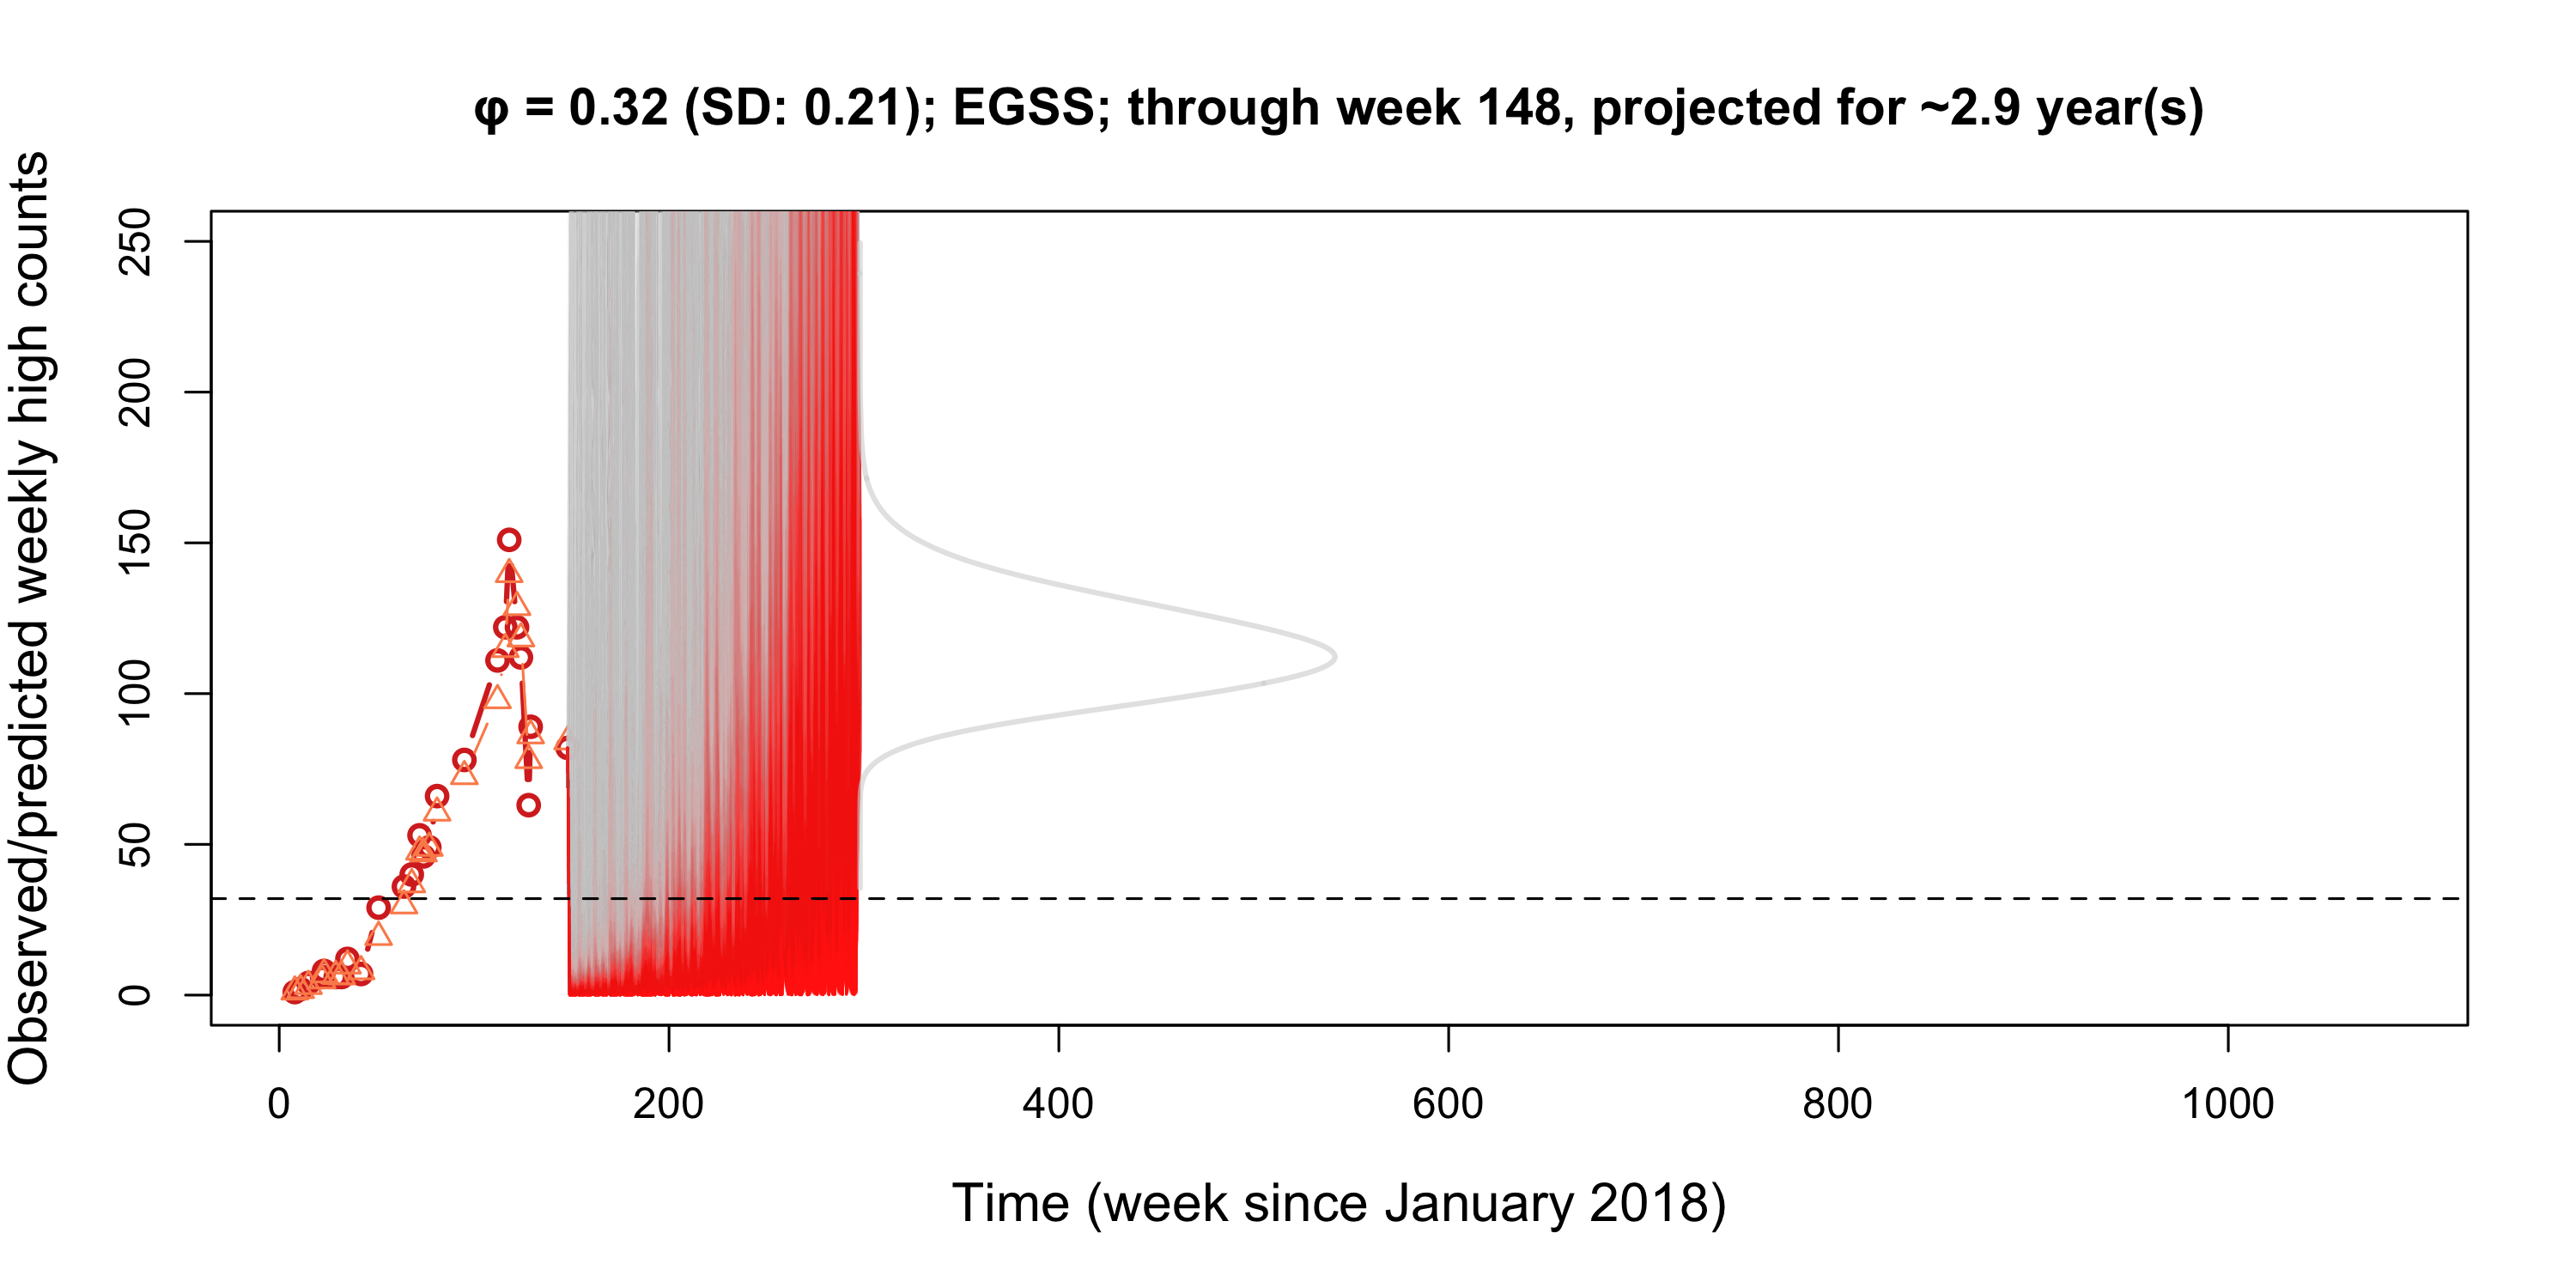 φ = 0.32 (SD: 0.21); EGSS; through week 148, projected for ~2.9 year(s)
Observed/predicted weekly high counts
250
200
150
100
50
0
0 200 400 600 800 1000
Time (week since January 2018)